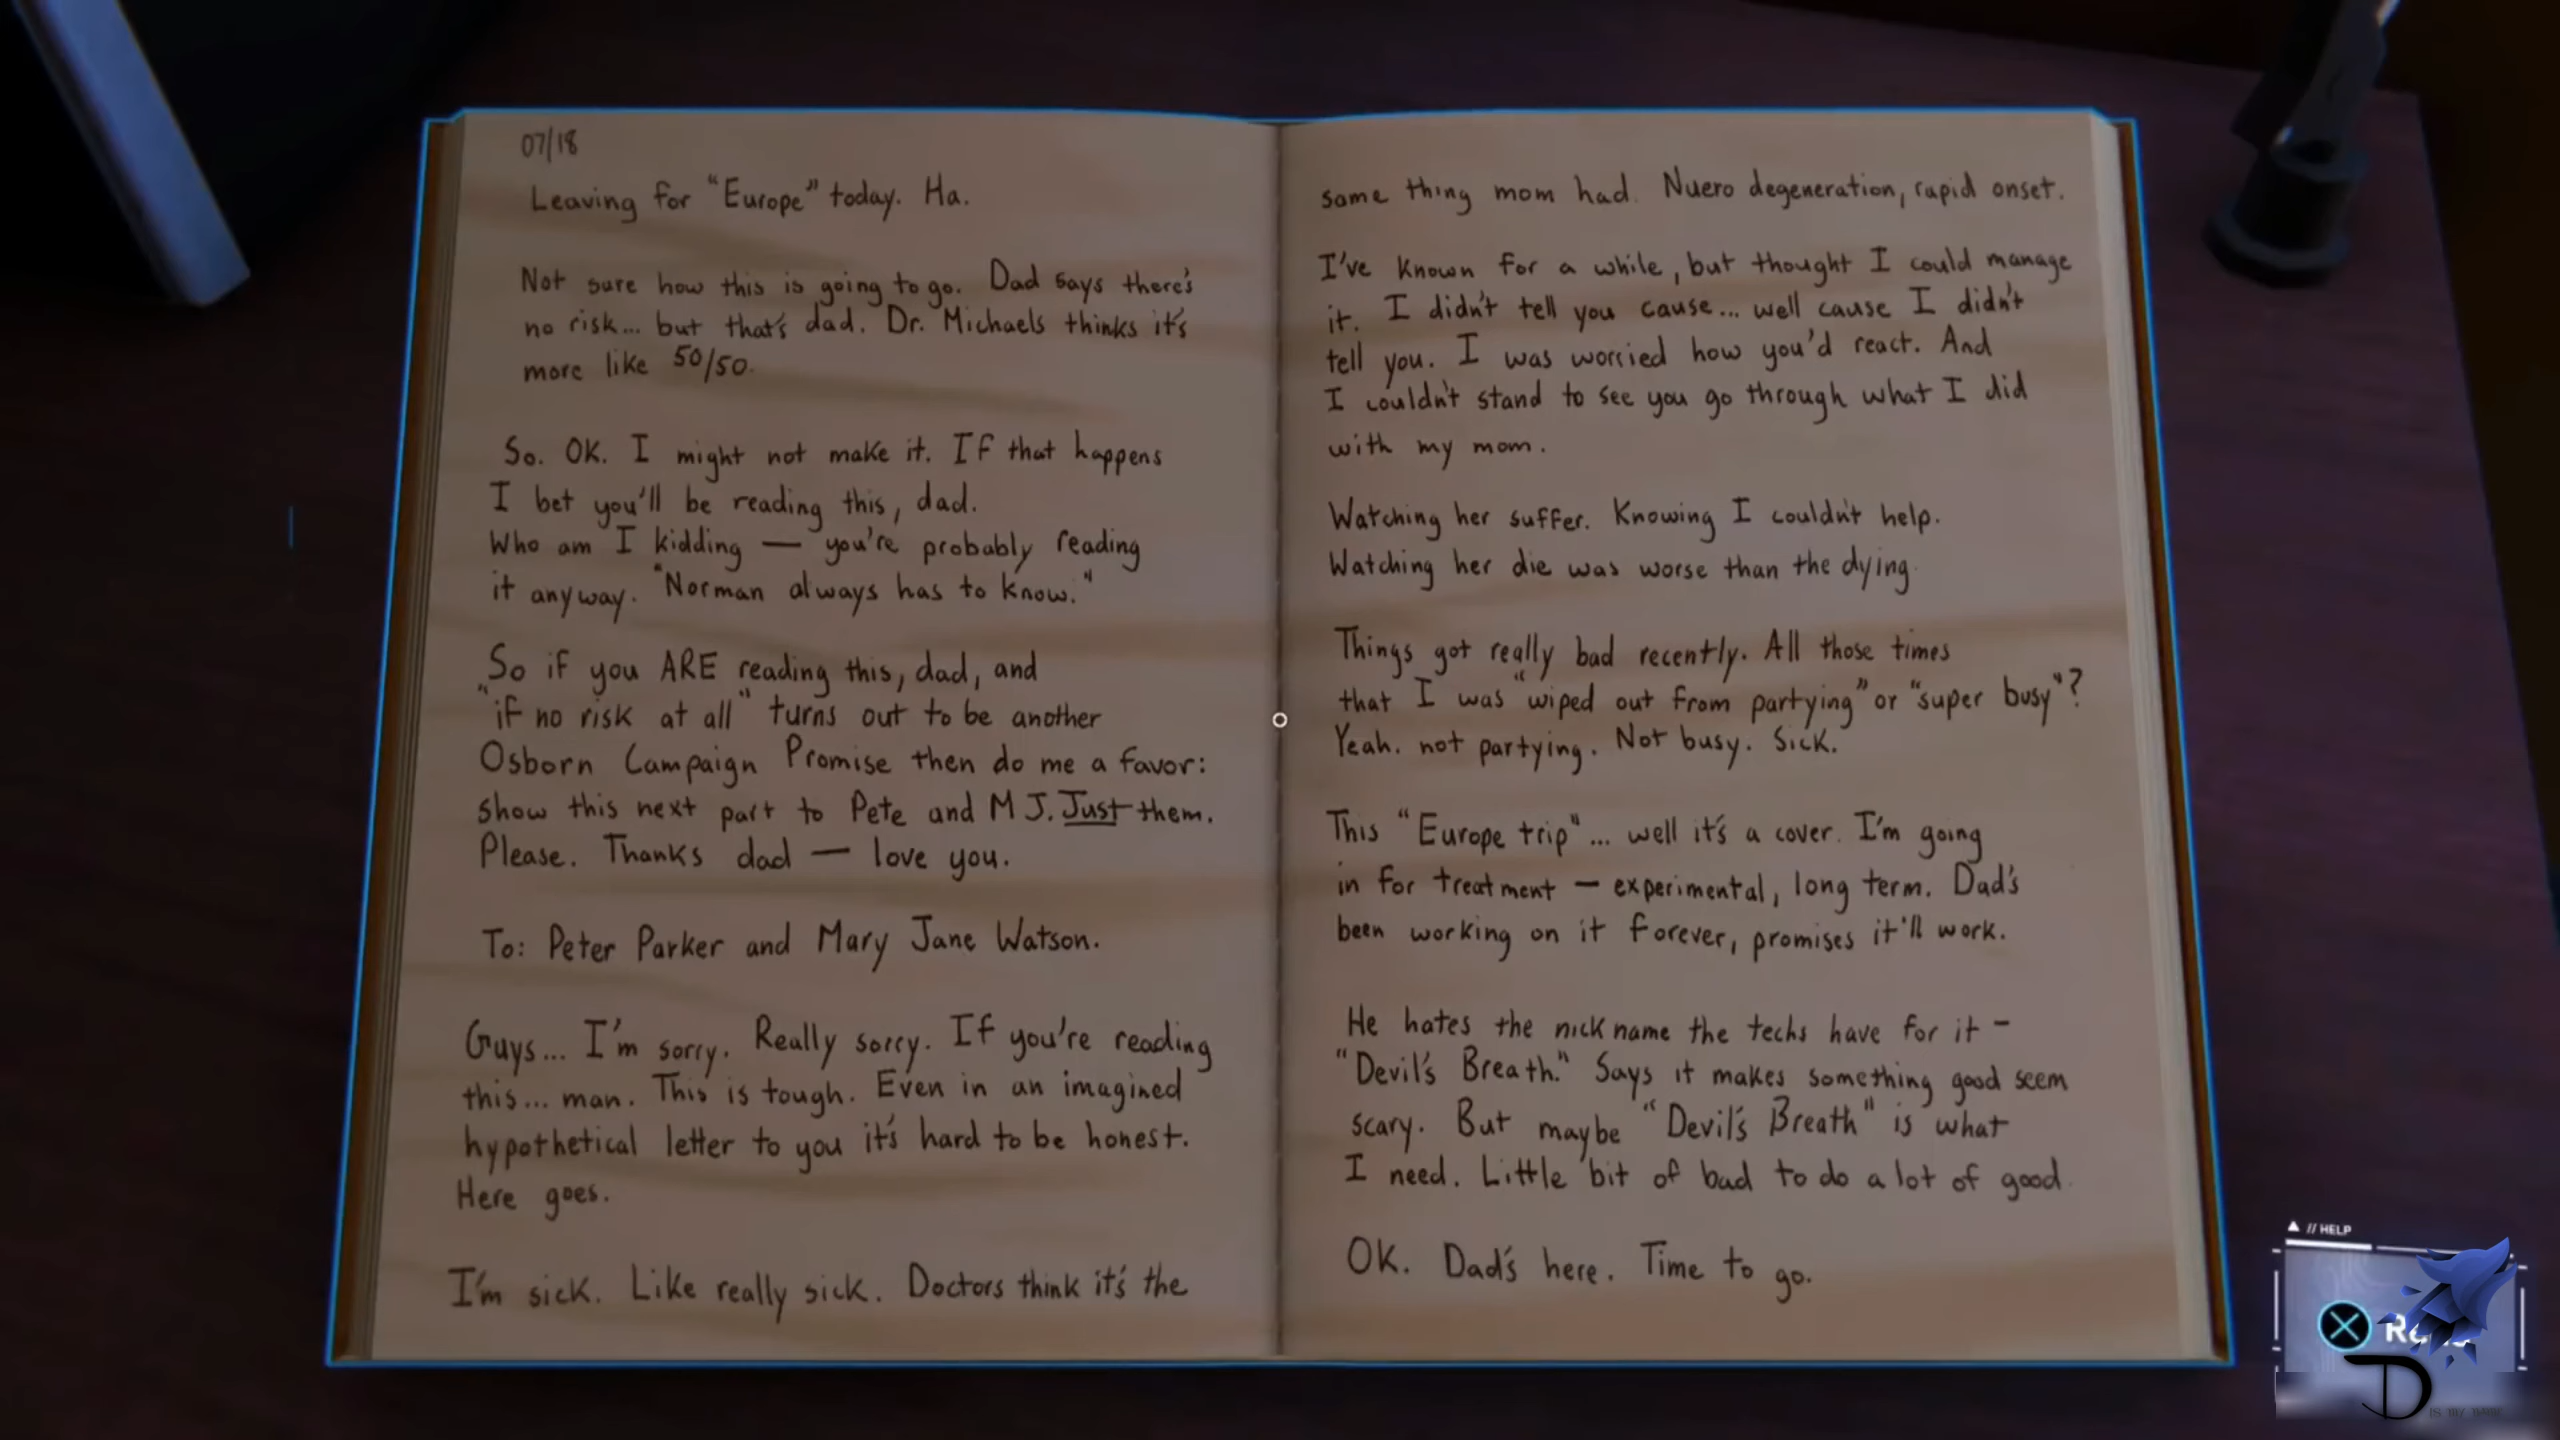 07/18
Leaving for "Europe" today. Ha.
Not sure how this is going to go. Dad says there's
no risk... but that's dad. Dr. Michaels thinks it's
more like 50/50.
So. OK. I might not make it. If that happens
I bet you'll be reading this, dad.
Who am I kidding — you're probably reading
it anyway. "Norman always has to know."
So if you ARE reading this, dad, and
"if no risk at all" turns out to be another
Osborn Campaign Promise then do me a favor:
show this next part to Pete and MJ. Just them.
Please. Thanks dad — love you.
To: Peter Parker and Mary Jane Watson.
Guys... I'm sorry. Really sorry. If you're reading
this... man. This is tough. Even in an imagined
hypothetical letter to you it's hard to be honest.
Here goes.
I'm sick. Like really sick. Doctors think it's the
same thing mom had. Nuero degeneration, rapid onset.
I've known for a while, but thought I could manage
it. I didn't tell you cause... well cause I didn't
tell you. I was worried how you'd react. And
I couldn't stand to see you go through what I did
with my mom.
Watching her suffer. Knowing I couldn't help.
Watching her die was worse than the dying.
Things got really bad recently. All those times
that I was "wiped out from partying" or "super busy"?
Yeah. not partying. Not busy. Sick.
This "Europe trip"... well it's a cover. I'm going
in for treatment — experimental, long term. Dad's
been working on it forever, promises it'll work.
He hates the nickname the techs have for it -
"Devil's Breath." Says it makes something good seem
scary. But maybe "Devil's Breath" is what
I need. Little bit of bad to do a lot of good.
OK. Dad's here. Time to go.
// HELP
D